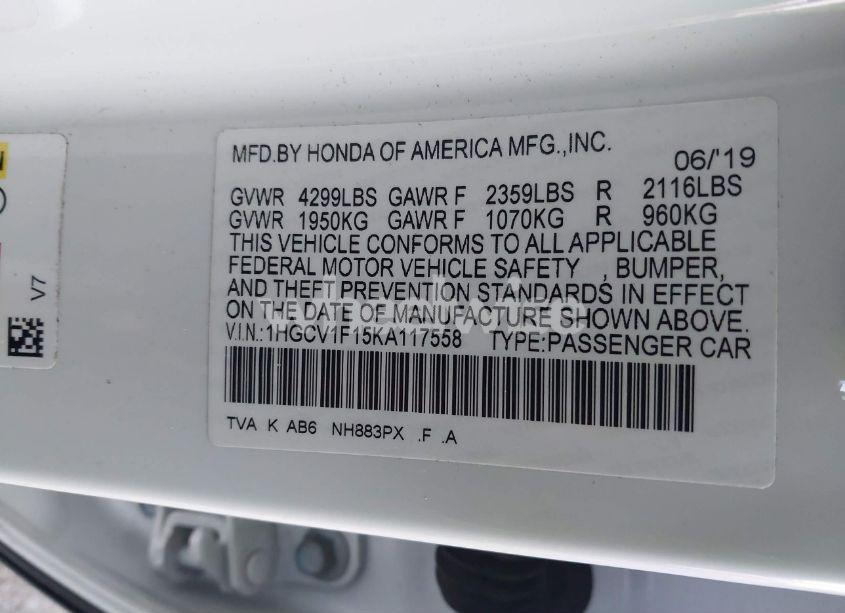 MFD.BY HONDA OF AMERICA MFG.,INC. 06/'19
GVWR 4299LBS GAWR F 2359LBS R 2116LBS
GVWR 1950KG GAWR F 1070KG R 960KG
THIS VEHICLE CONFORMS TO ALL APPLICABLE
FEDERAL MOTOR VEHICLE SAFETY , BUMPER,
AND THEFT PREVENTION STANDARDS IN EFFECT
ON THE DATE OF MANUFACTURE SHOWN ABOVE.
V.I.N.:1HGCV1F15KA117558 TYPE:PASSENGER CAR
TVA K AB6 NH883PX .F .A
V7